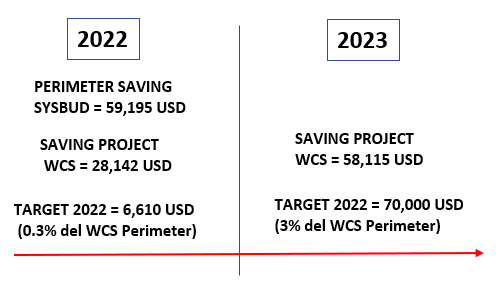 2022
PERIMETER SAVING
SYSBUD = 59,195 USD
SAVING PROJECT
WCS = 28,142 USD
TARGET 2022 = 6,610 USD
(0.3% del WCS Perimeter)
2023
SAVING PROJECT
WCS = 58,115 USD
TARGET 2022 = 70,000 USD
(3% del WCS Perimeter)